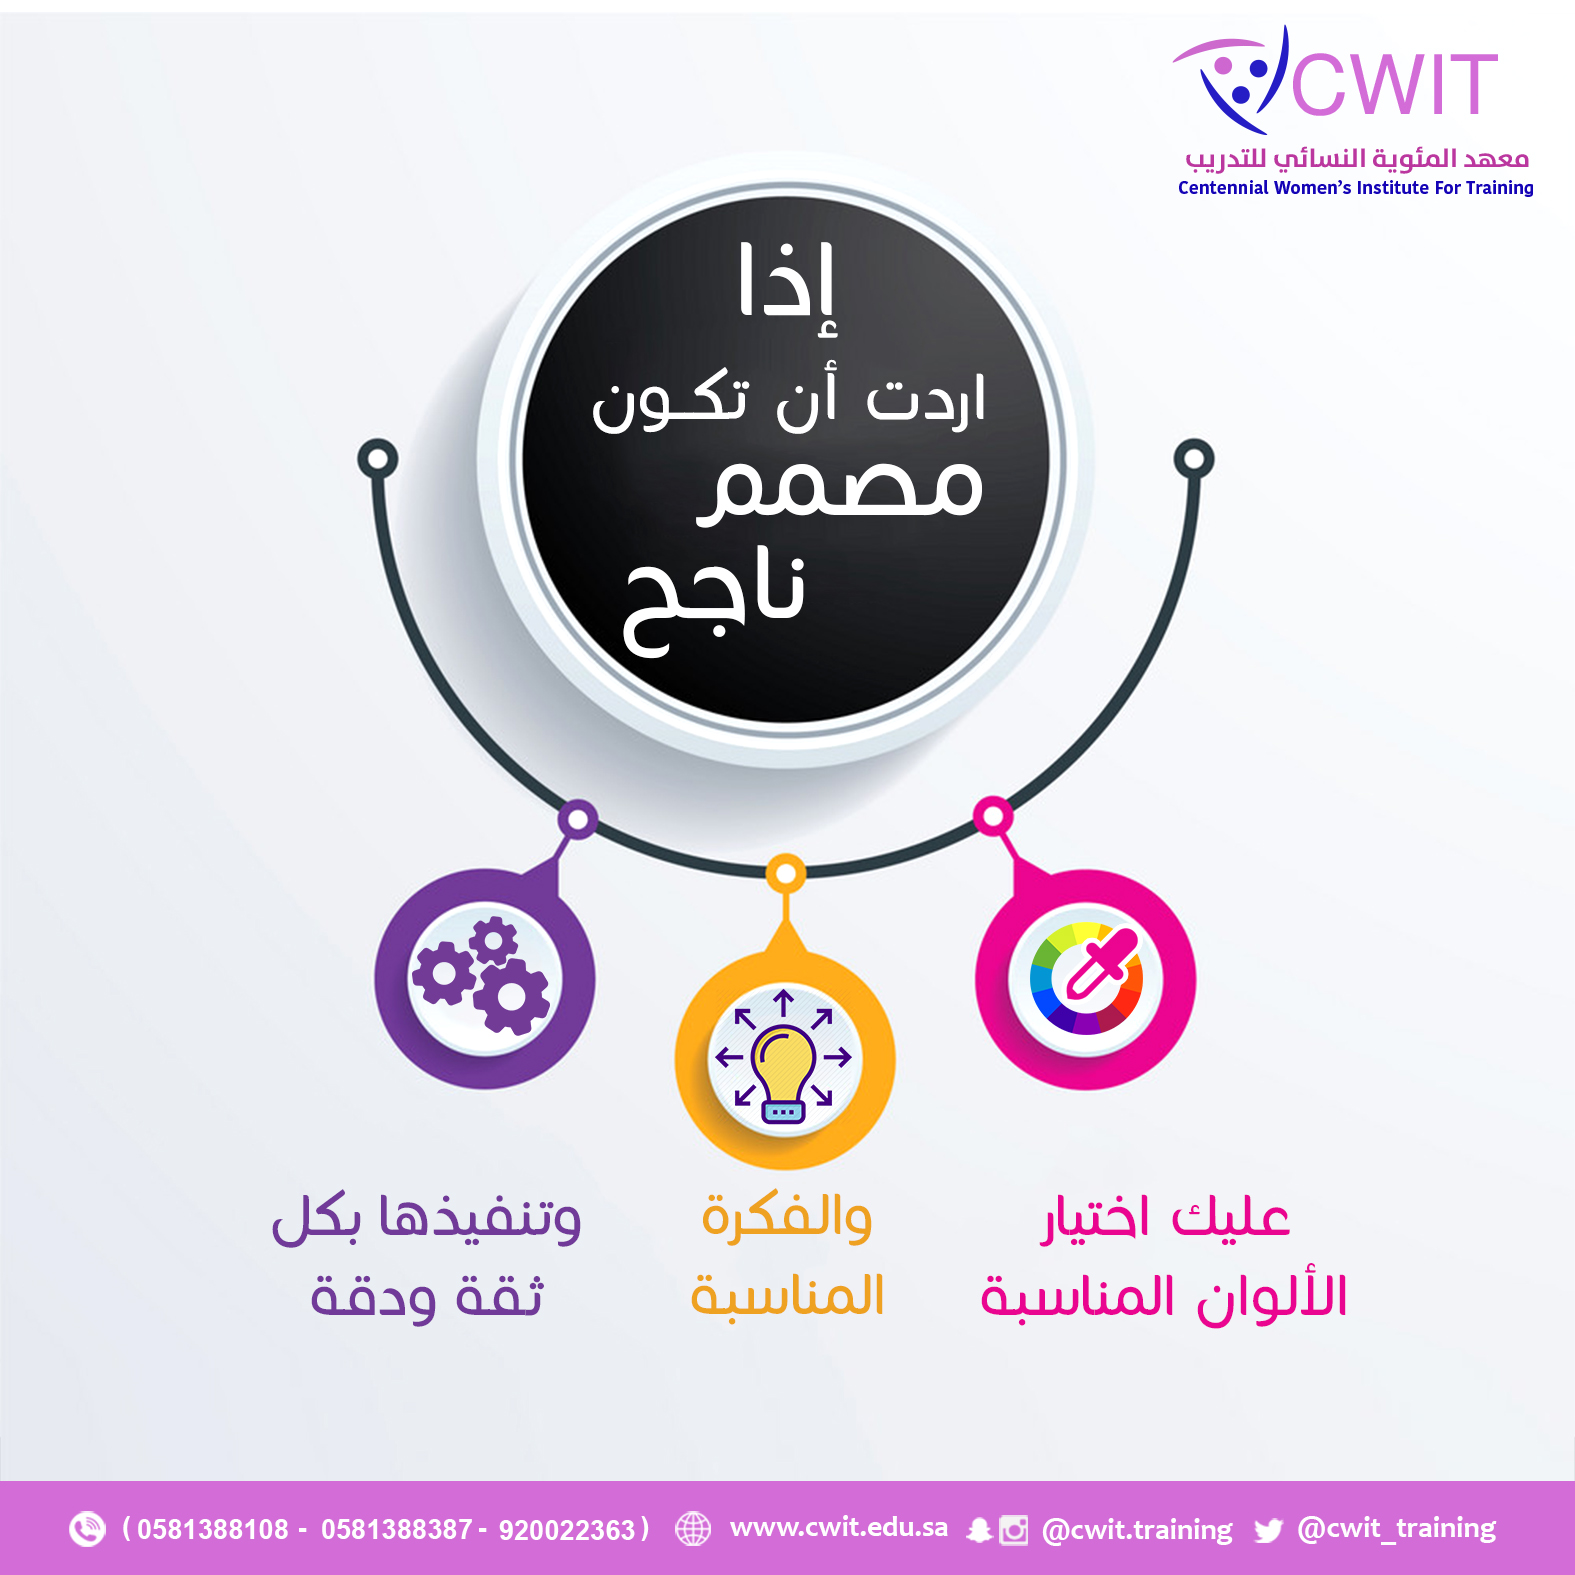 CWIT
معهد المئوية النسائي للتدريب
Centennial Women's Institute For Training
إذا
اردت أن تكـون
مصمم
ناجح
عليك اختيار
الألوان المناسبة
والفكرة
المناسبة
وتنفيذها بكل
ثقة ودقة
( 0581388108 - 0581388387 - 920022363 ) www.cwit.edu.sa @cwit.training @cwit_training